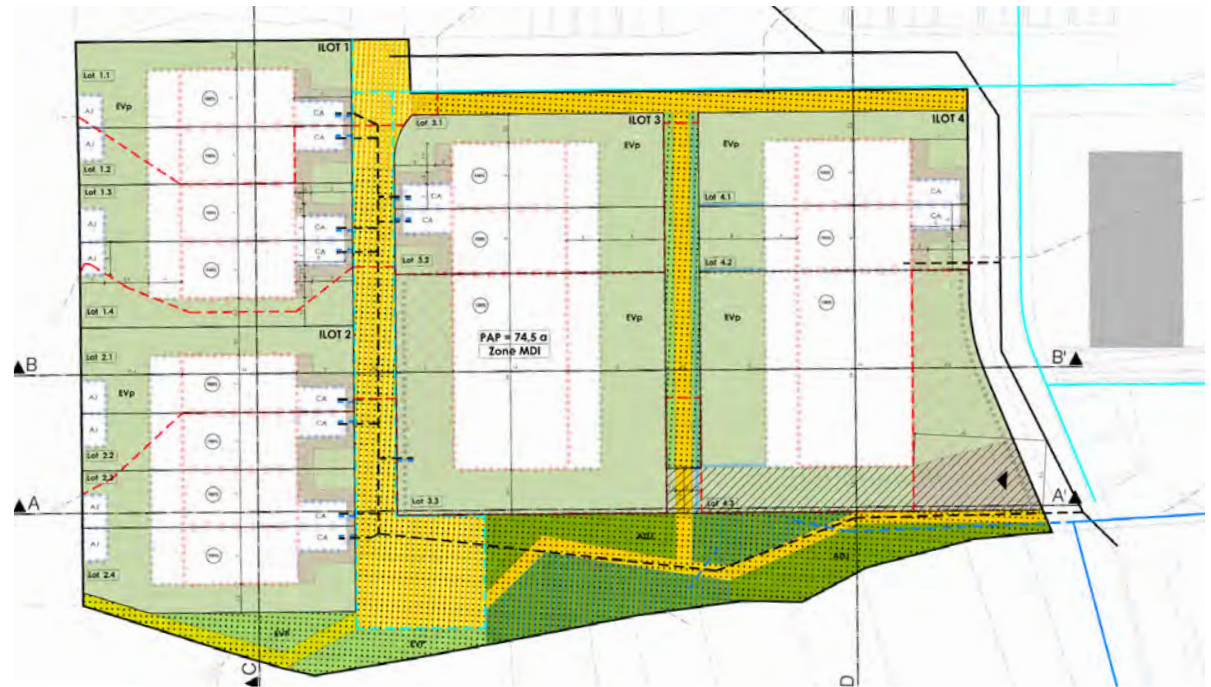 ILOT 1
Lot 1.1
EVp
AJ
CA
AJ
CA
Lot 1.2
Lot 1.3
AJ
CA
AJ
CA
Lot 1.4
ILOT 2
Lot 2.1
EVp
AJ
CA
AJ
CA
Lot 2.2
Lot 2.3
AJ
CA
AJ
CA
Lot 2.4
EVP
EVP
Lot 3.1
ILOT 3
EVp
CA
CA
EVp
PAP = 74,5 a
Zone MDI
Lot 3.3
ILOT 4
EVp
Lot 4.1
CA
CA
Lot 4.2
EVp
Lot 4.3
ADJ
ADJ
B
B'
A
A'
C
D